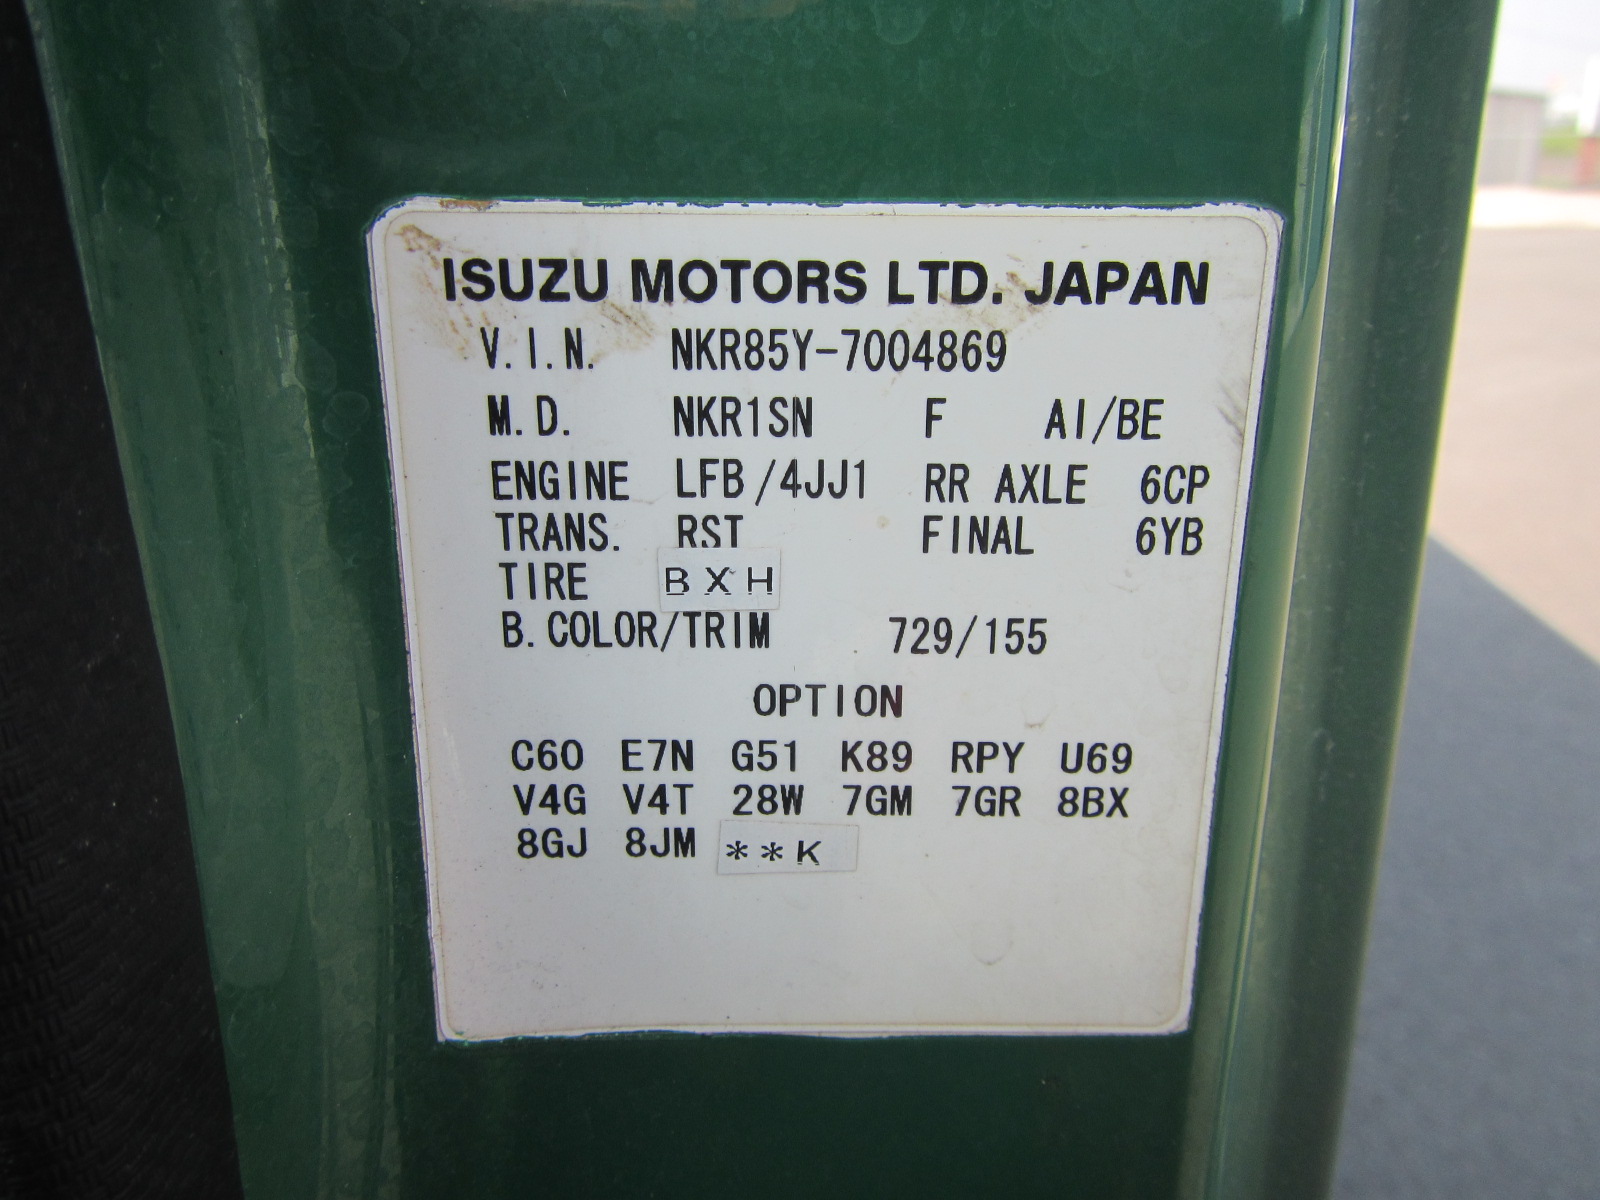 ISUZU MOTORS LTD. JAPAN
V.I.N. NKR85Y-7004869
M.D. NKR1SN F AI/BE
ENGINE LFB/4JJ1 RR AXLE 6CP
TRANS. RST FINAL 6YB
TIRE BXH
B.COLOR/TRIM 729/155
OPTION
C60 E7N G51 K89 RPY U69
V4G V4T 28W 7GM 7GR 8BX
8GJ 8JM **K